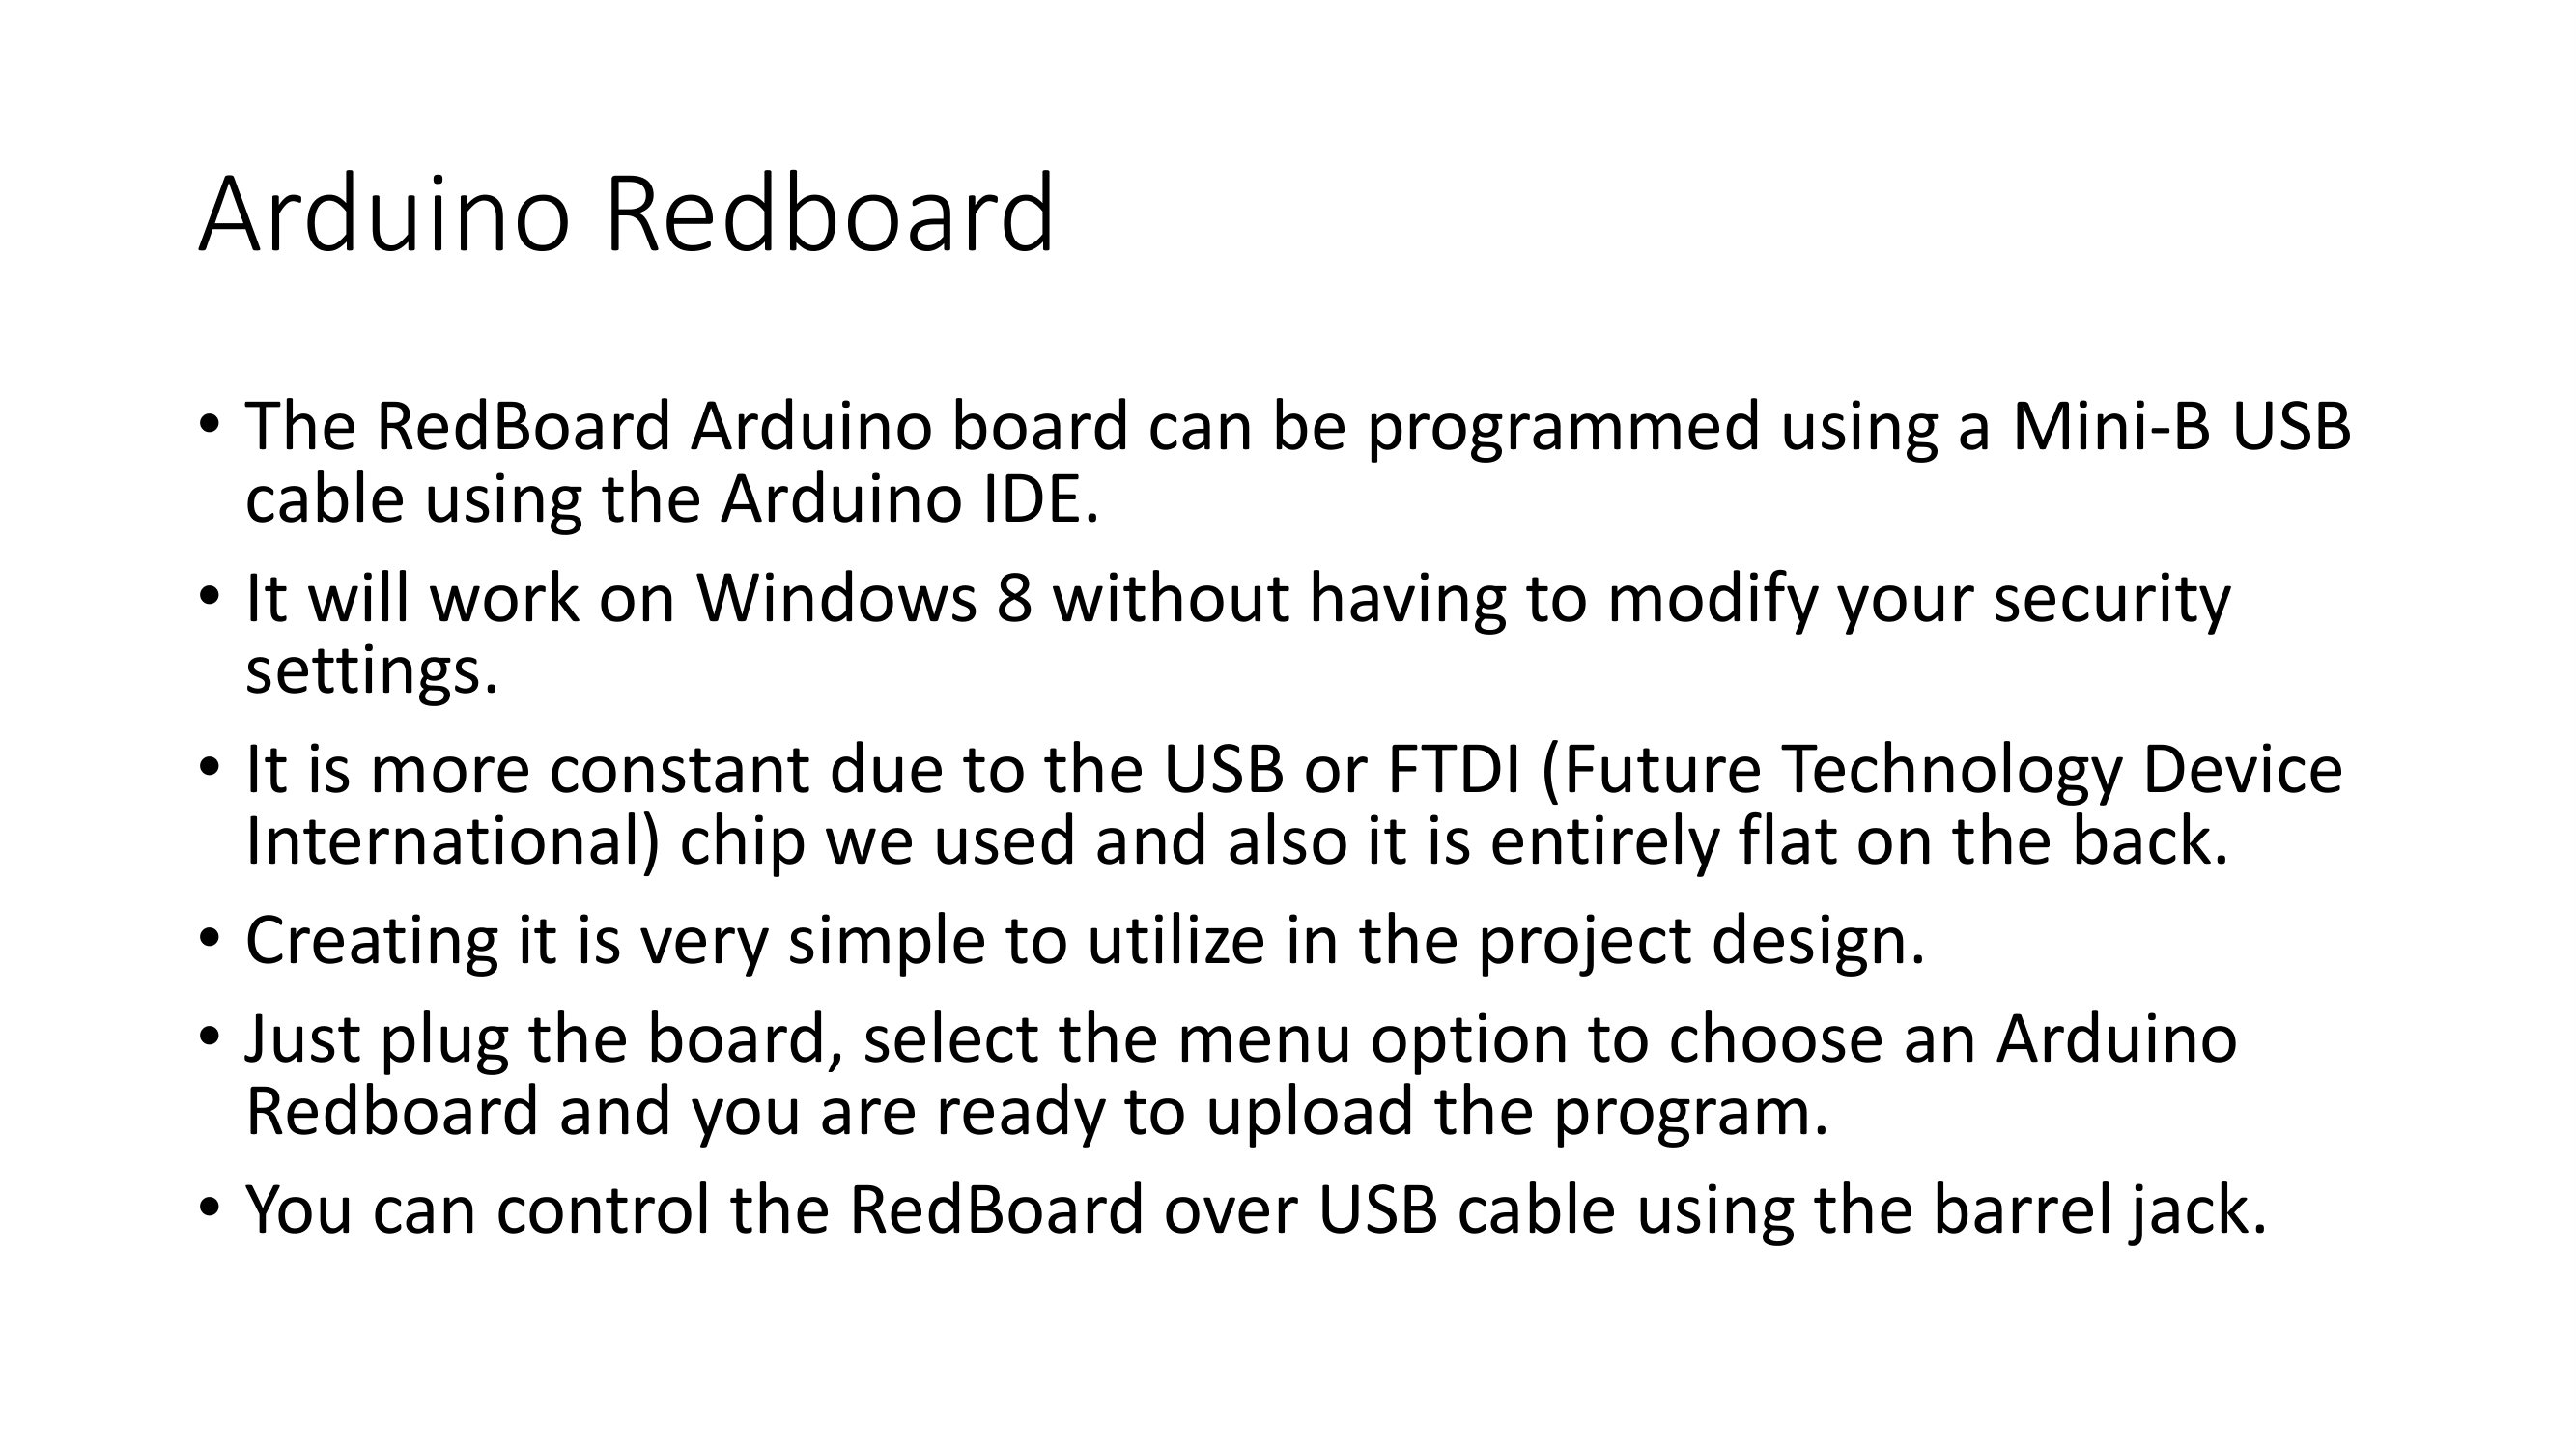 Arduino Redboard
• The RedBoard Arduino board can be programmed using a Mini-B USB
cable using the Arduino IDE.
• It will work on Windows 8 without having to modify your security
settings.
• It is more constant due to the USB or FTDI (Future Technology Device
International) chip we used and also it is entirely flat on the back.
• Creating it is very simple to utilize in the project design.
• Just plug the board, select the menu option to choose an Arduino
Redboard and you are ready to upload the program.
• You can control the RedBoard over USB cable using the barrel jack.